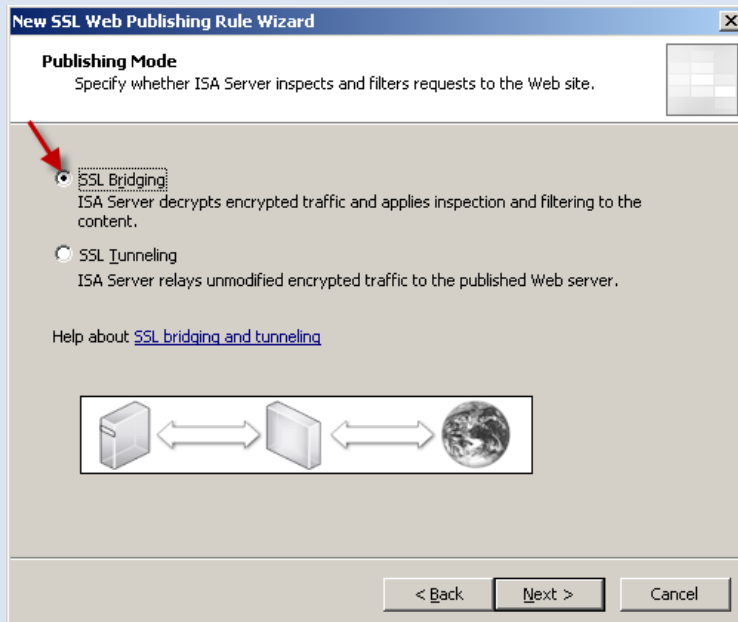 New SSL Web Publishing Rule Wizard
Publishing Mode
Specify whether ISA Server inspects and filters requests to the Web site.
SSL Bridging
ISA Server decrypts encrypted traffic and applies inspection and filtering to the
content.
SSL Tunneling
ISA Server relays unmodified encrypted traffic to the published Web server.
Help about SSL bridging and tunneling
< Back
Next >
Cancel